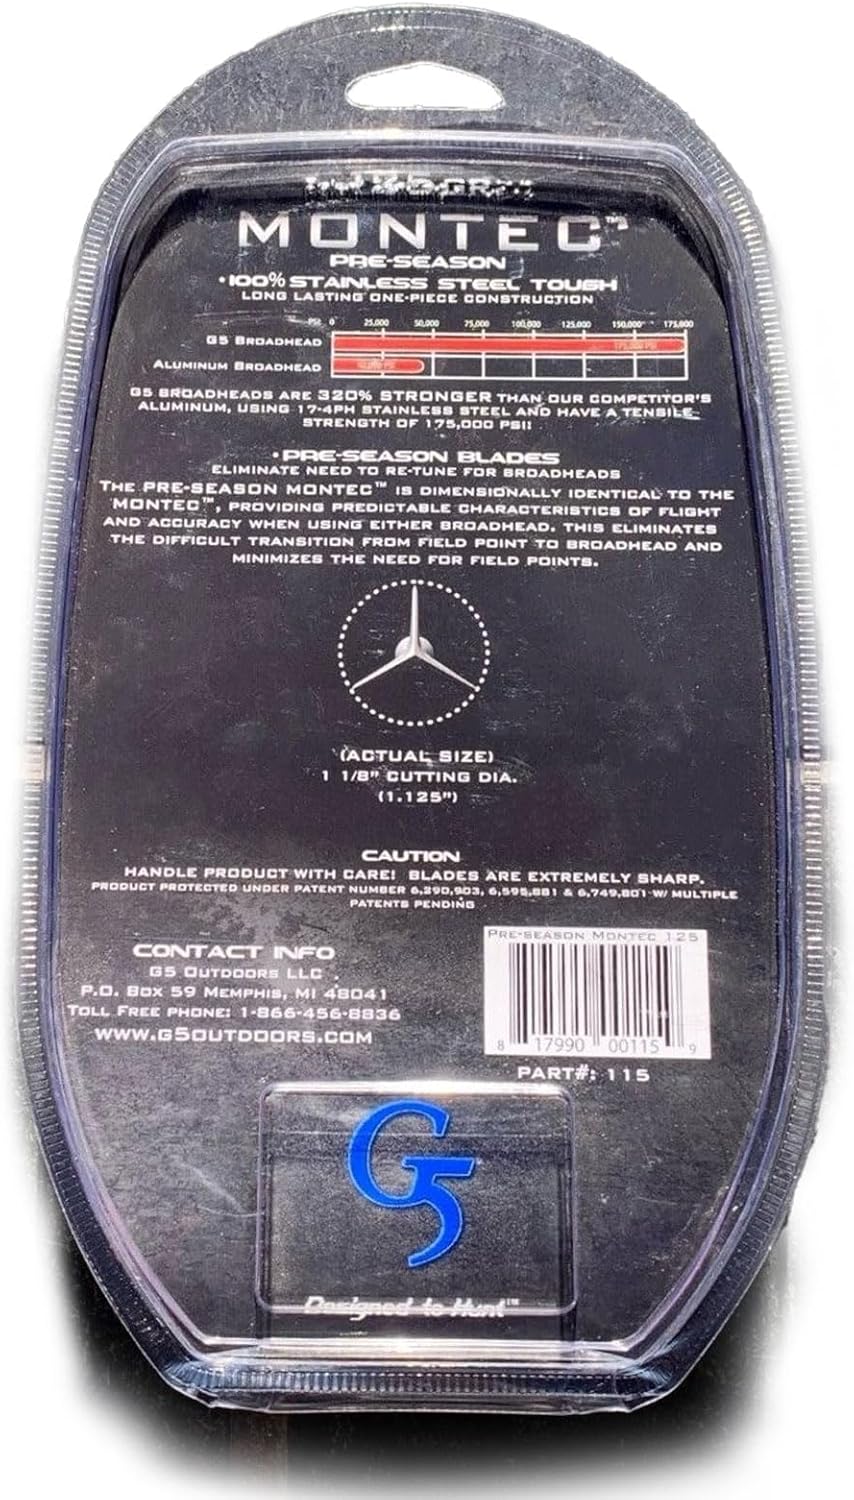 125 GR
MONTEC™
PRE-SEASON
• 100% STAINLESS STEEL TOUGH
LONG LASTING ONE-PIECE CONSTRUCTION
PSI 0 25,000 50,000 75,000 100,000 125,000 150,000 175,000
G5 BROADHEAD 175,000 PSI
ALUMINUM BROADHEAD
G5 BROADHEADS ARE 320% STRONGER THAN OUR COMPETITOR'S
ALUMINUM, USING 17-4PH STAINLESS STEEL AND HAVE A TENSILE
STRENGTH OF 175,000 PSI!
• PRE-SEASON BLADES
ELIMINATE NEED TO RE-TUNE FOR BROADHEADS
THE PRE-SEASON MONTEC™ IS DIMENSIONALLY IDENTICAL TO THE
MONTEC™, PROVIDING PREDICTABLE CHARACTERISTICS OF FLIGHT
AND ACCURACY WHEN USING EITHER BROADHEAD. THIS ELIMINATES
THE DIFFICULT TRANSITION FROM FIELD POINT TO BROADHEAD AND
MINIMIZES THE NEED FOR FIELD POINTS.
(ACTUAL SIZE)
1 1/8" CUTTING DIA.
(1.125")
CAUTION
HANDLE PRODUCT WITH CARE! BLADES ARE EXTREMELY SHARP.
PRODUCT PROTECTED UNDER PATENT NUMBER 6,290,903, 6,595,881 & 6,749,801 W/ MULTIPLE
PATENTS PENDING
CONTACT INFO
G5 OUTDOORS LLC
P.O. BOX 59 MEMPHIS, MI 48041
TOLL FREE PHONE: 1-866-456-8836
WWW.G5OUTDOORS.COM
PRE-SEASON MONTEC 125
8 17990 00115 9
PART#: 115
G5
Designed to Hunt™